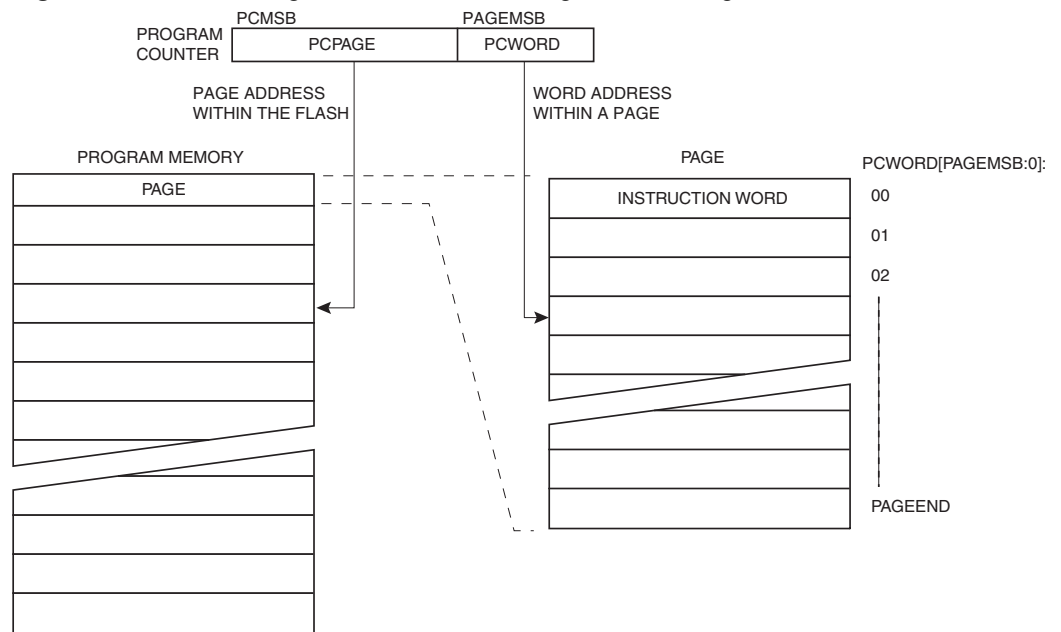 PCMSB PAGEMSB
PROGRAM
COUNTER
PCPAGE PCWORD
PAGE ADDRESS
WITHIN THE FLASH
WORD ADDRESS
WITHIN A PAGE
PROGRAM MEMORY
PAGE
PAGE
PCWORD[PAGEMSB:0]:
INSTRUCTION WORD
00
01
02
PAGEEND